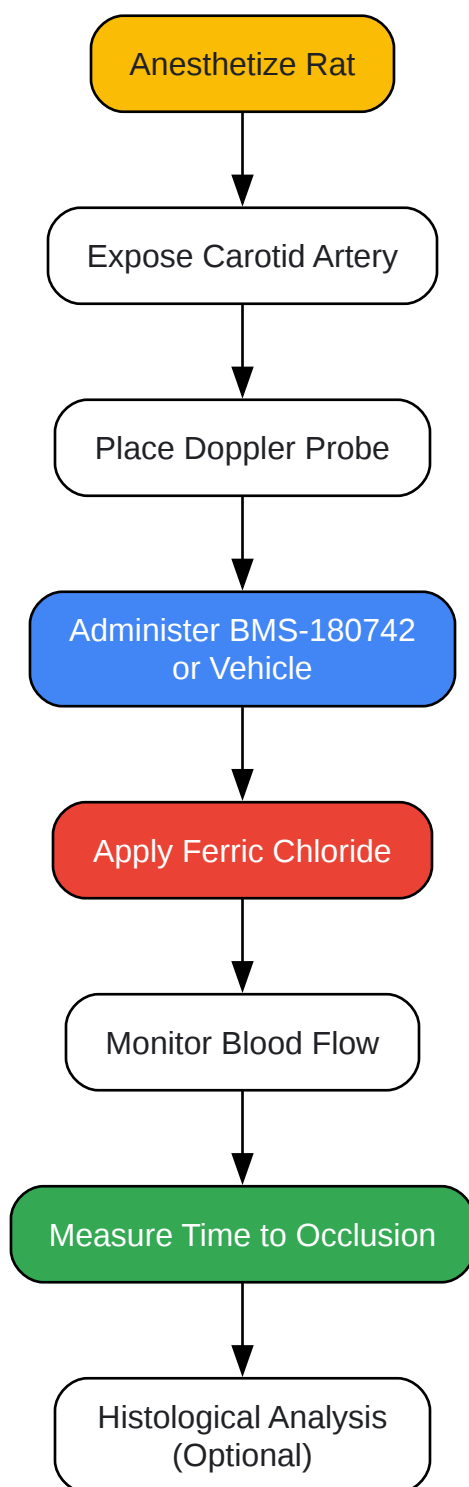 Anesthetize Rat
Expose Carotid Artery
Place Doppler Probe
Administer BMS-180742
or Vehicle
Apply Ferric Chloride
Monitor Blood Flow
Measure Time to Occlusion
Histological Analysis
(Optional)